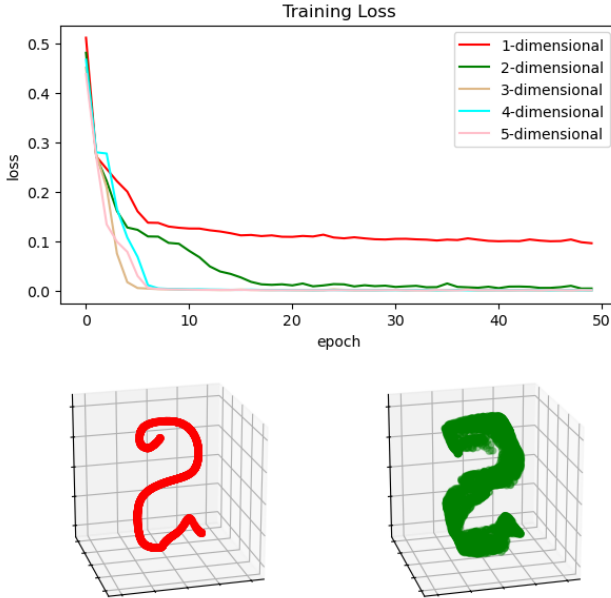 Training Loss
0.5
0.4
0.3
0.2
0.1
0.0
loss
1-dimensional
2-dimensional
3-dimensional
4-dimensional
5-dimensional
0 10 20 30 40 50
epoch